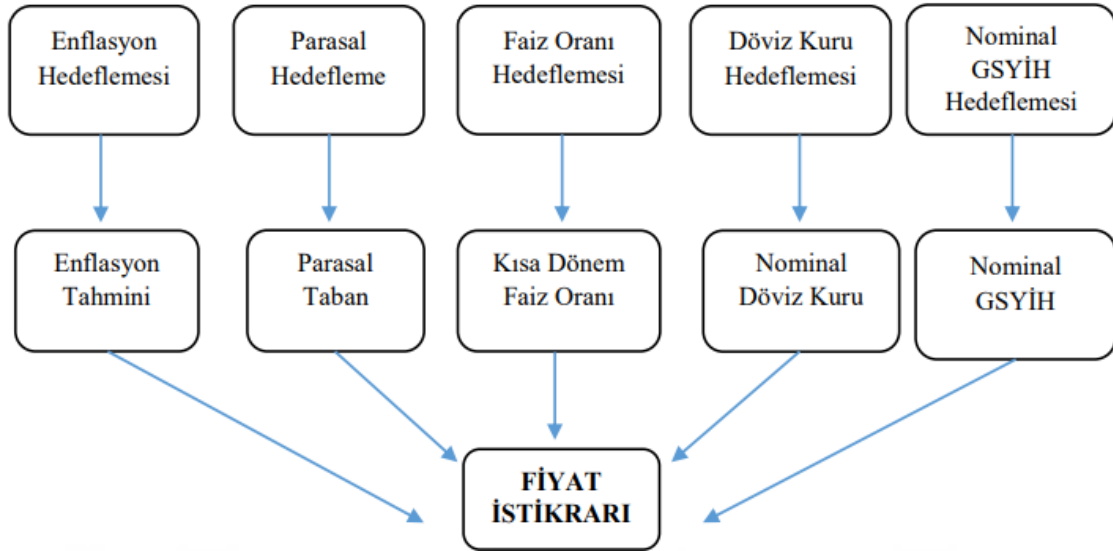 Enflasyon
Hedeflemesi
Parasal
Hedefleme
Faiz Oranı
Hedeflemesi
Döviz Kuru
Hedeflemesi
Nominal
GSYİH
Hedeflemesi
Enflasyon
Tahmini
Parasal
Taban
Kısa Dönem
Faiz Oranı
Nominal
Döviz Kuru
Nominal
GSYİH
FİYAT
İSTİKRARI